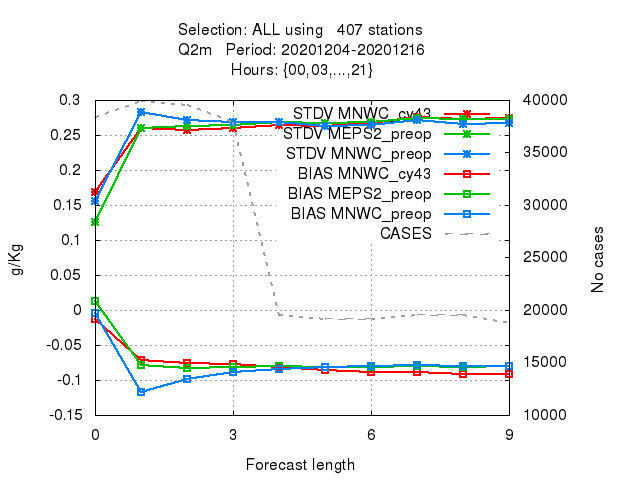 Selection: ALL using 407 stations
Q2m Period: 20201204-20201216
Hours: {00,03,...,21}
0.3
0.25
0.2
0.15
0.1
0.05
0
-0.05
-0.1
-0.15
40000
35000
30000
25000
20000
15000
10000
g/Kg
No cases
STDV MNWC_cy43
STDV MEPS2_preop
STDV MNWC_preop
BIAS MNWC_cy43
BIAS MEPS2_preop
BIAS MNWC_preop
CASES
0 3 6 9
Forecast length